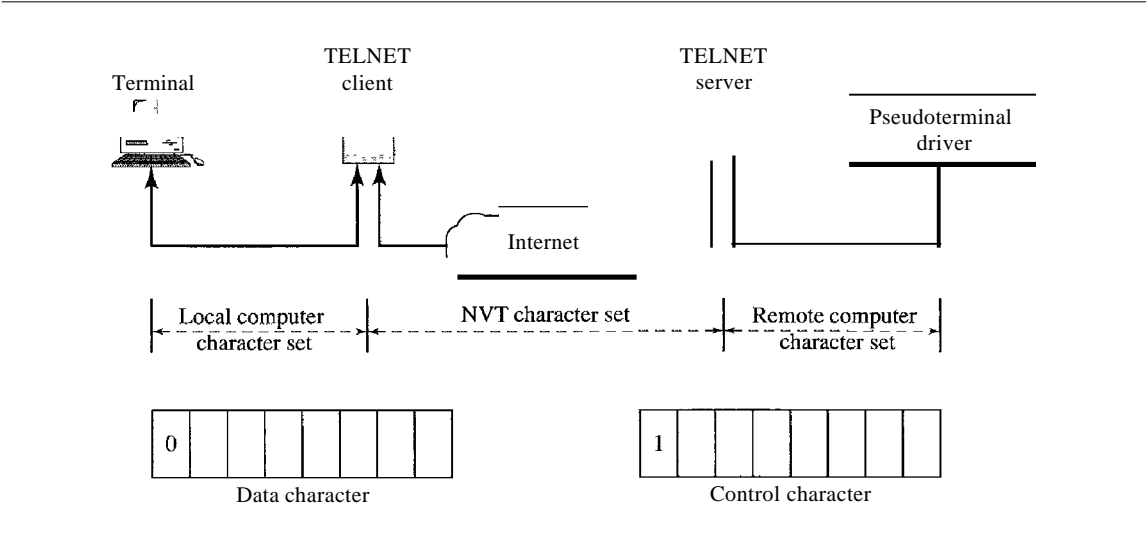 TELNET
client
TELNET
server
Terminal
Pseudoterminal
driver
Internet
Local computer
character set
NVT character set
Remote computer
character set
0
1
Data character
Control character